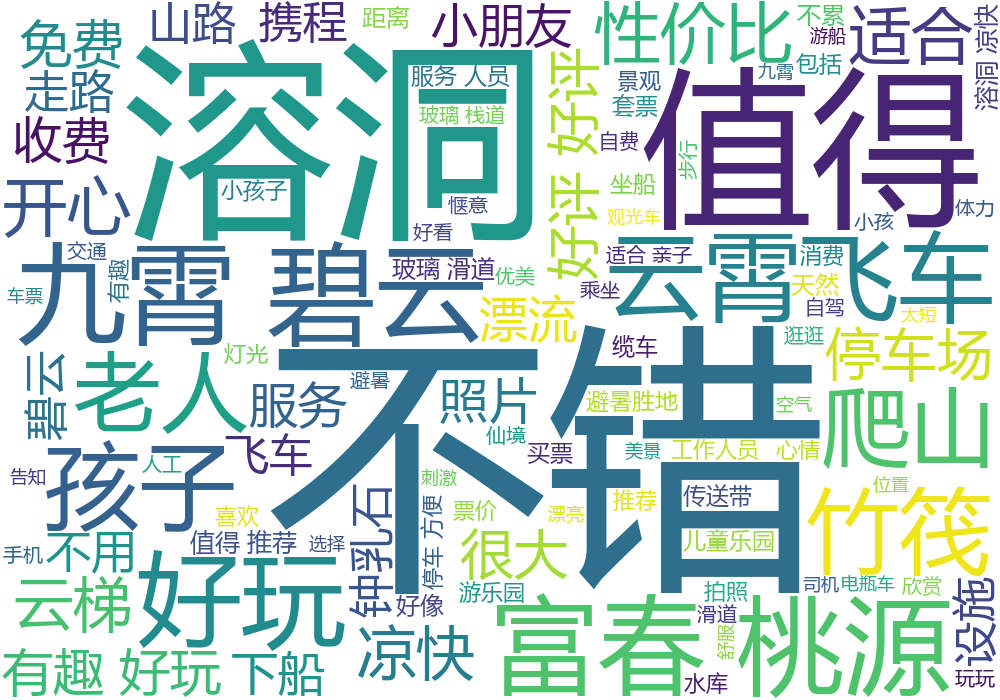 山路
携程
距离
小朋友
性价比
不累
游船
适合
溶洞 凉快
免费
溶洞
值得
服务 人员
好评 好评
景观
九霄
包括
走路
套票
玻璃 栈道
收费
自费
步行
开心
小孩子
惬意
坐船
观光车
小孩
体力
好看
交通
九霄 碧云
云霄飞车
适合 亲子
消费
有趣
玻璃 滑道
优美
乘坐
天然
自驾
车票
漂流
太短
不错
缆车
逛逛
停车场
碧云
老人
灯光
避暑
服务
照片
避暑胜地
空气
爬山
飞车
仙境
买票
美景
工作人员
心情
孩子
人工
告知
刺激
传送带
位置
竹筏
钟乳石
停车 方便
喜欢
票价
漂亮
推荐
不用
值得 推荐
选择
很大
儿童乐园
手机
好玩
云梯
好像
游乐园
拍照
司机
电瓶车
欣赏
设施
滑道
富春
桃源
凉快
舒服
有趣 好玩
下船
水库
玩玩